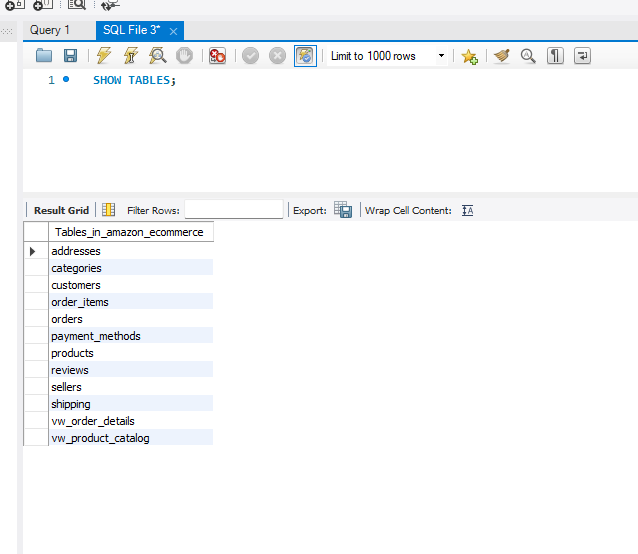 Query 1 SQL File 3*
Limit to 1000 rows
1 SHOW TABLES;
Result Grid Filter Rows: Export: Wrap Cell Content:
Tables_in_amazon_ecommerce
addresses
categories
customers
order_items
orders
payment_methods
products
reviews
sellers
shipping
vw_order_details
vw_product_catalog